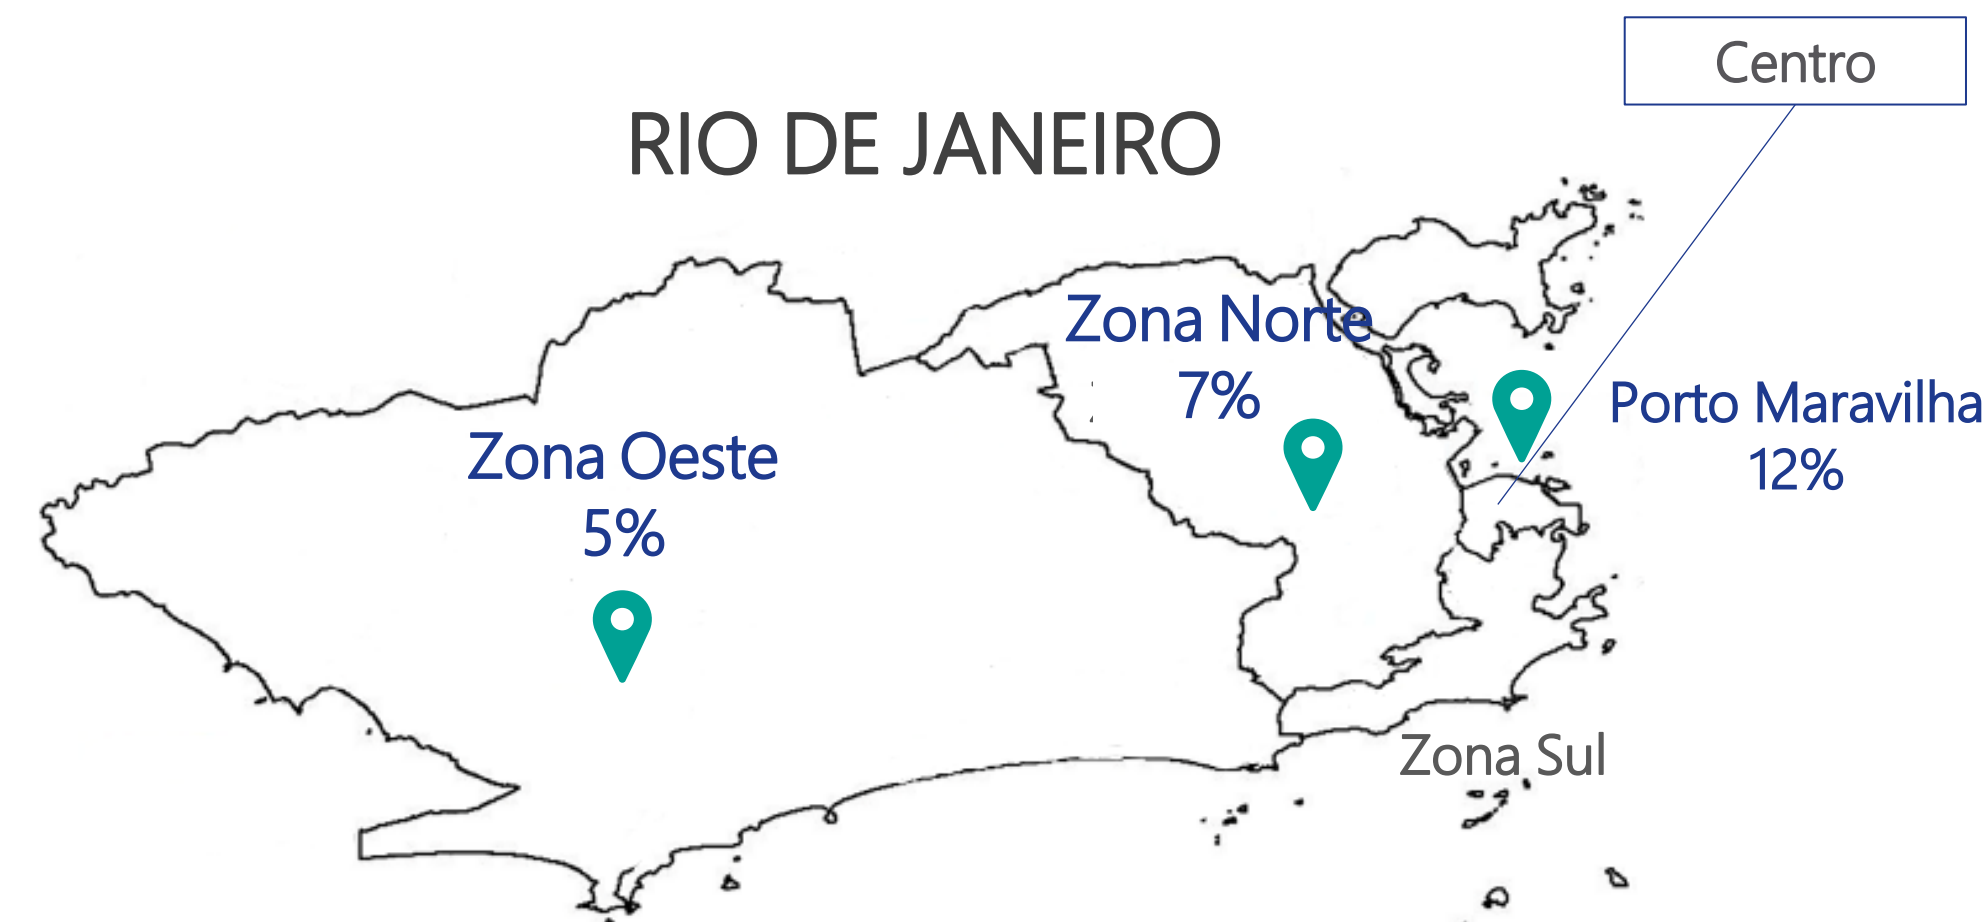 Centro
RIO DE JANEIRO
Zona Norte
7%
Porto Maravilha
12%
Zona Oeste
5%
Zona Sul